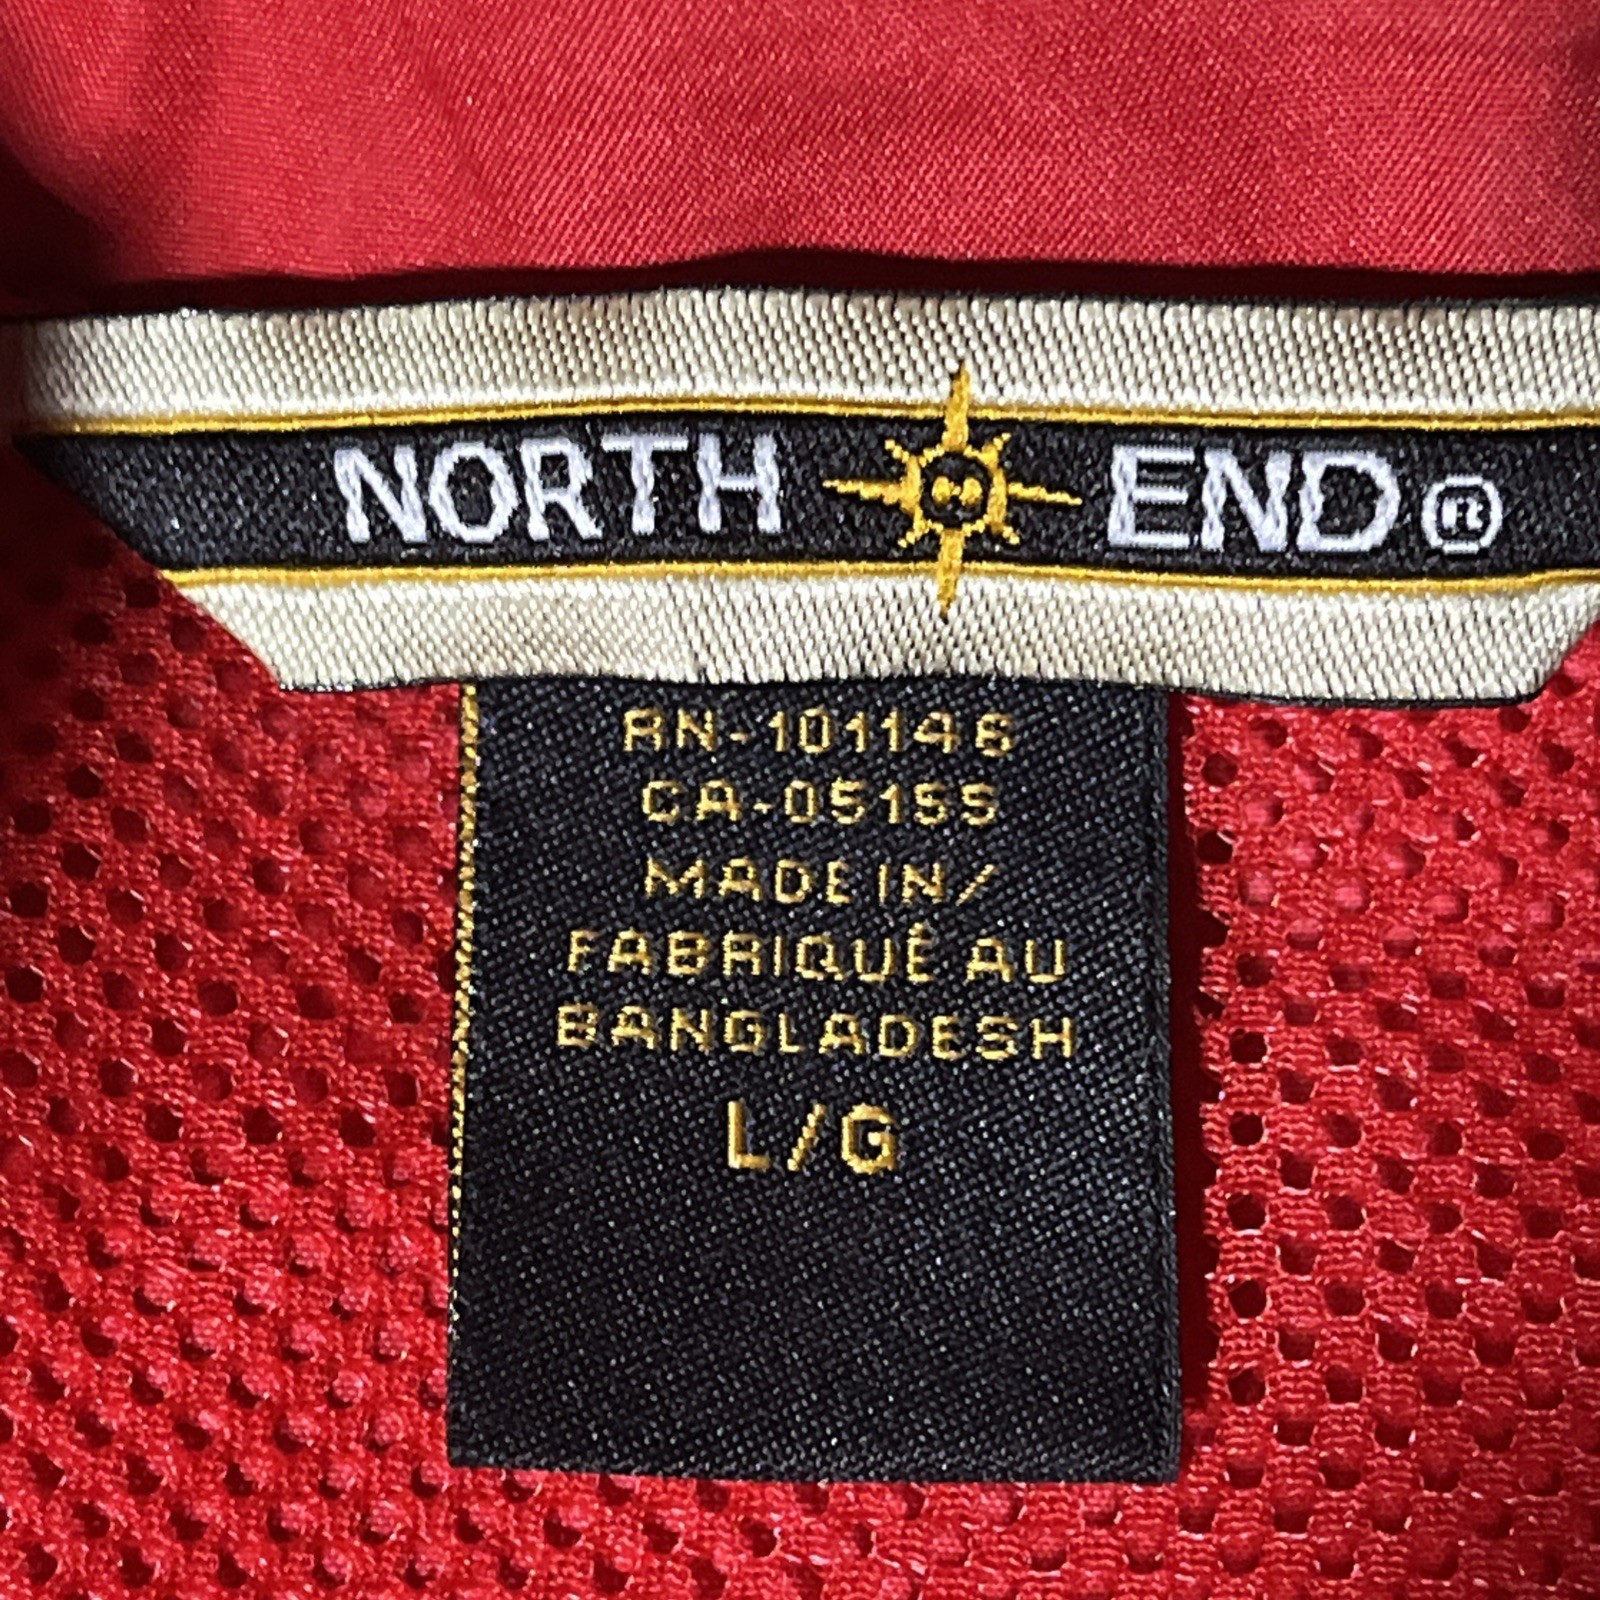 NORTH END®
RN-101146
CA-05155
MADE IN/
FABRIQUÉ AU
BANGLADESH
L/G